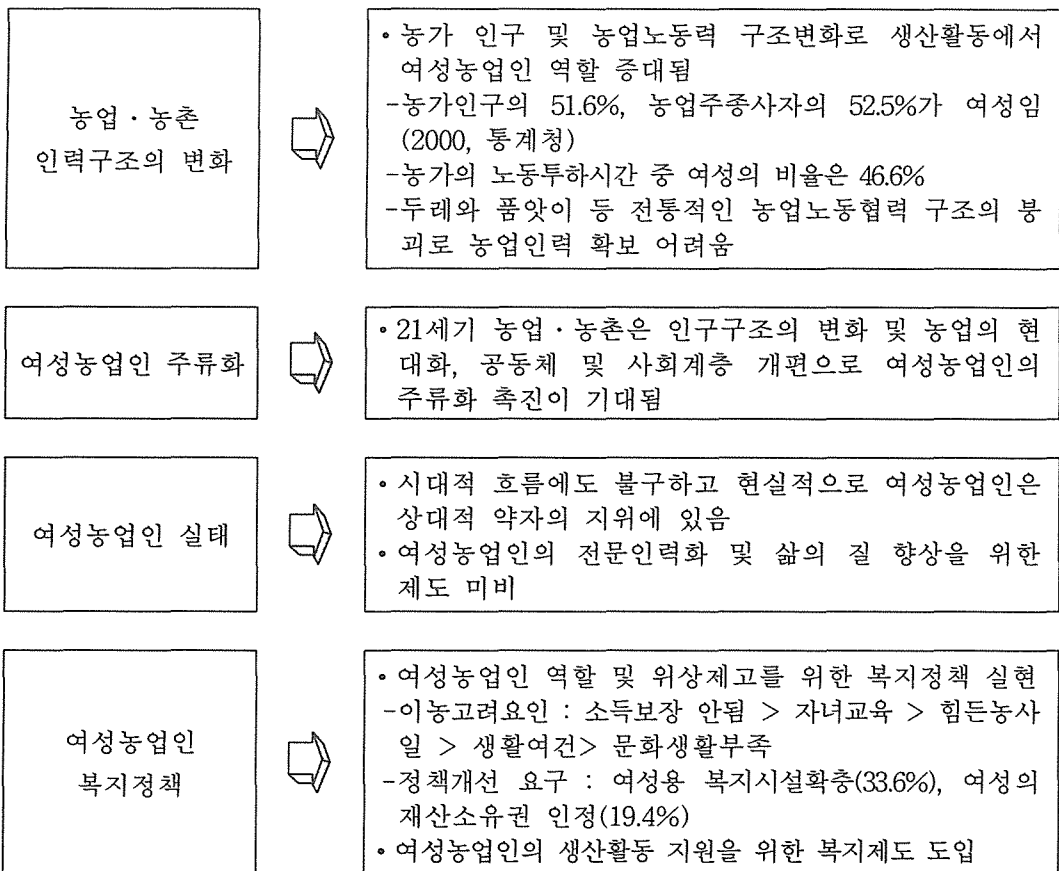 농업 · 농촌
인력구조의 변화
• 농가 인구 및 농업노동력 구조변화로 생산활동에서
여성농업인 역할 증대됨
-농가인구의 51.6%, 농업주종사자의 52.5%가 여성임
(2000, 통계청)
-농가의 노동투하시간 중 여성의 비율은 46.6%
-두레와 품앗이 등 전통적인 농업노동협력 구조의 붕
괴로 농업인력 확보 어려움
여성농업인 주류화
• 21세기 농업 · 농촌은 인구구조의 변화 및 농업의 현
대화, 공동체 및 사회계층 개편으로 여성농업인의
주류화 촉진이 기대됨
여성농업인 실태
• 시대적 흐름에도 불구하고 현실적으로 여성농업인은
상대적 약자의 지위에 있음
• 여성농업인의 전문인력화 및 삶의 질 향상을 위한
제도 미비
여성농업인
복지정책
• 여성농업인 역할 및 위상제고를 위한 복지정책 실현
-이농고려요인 : 소득보장 안됨 > 자녀교육 > 힘든농사
일 > 생활여건> 문화생활부족
-정책개선 요구 : 여성용 복지시설확충(33.6%), 여성의
재산소유권 인정(19.4%)
• 여성농업인의 생산활동 지원을 위한 복지제도 도입